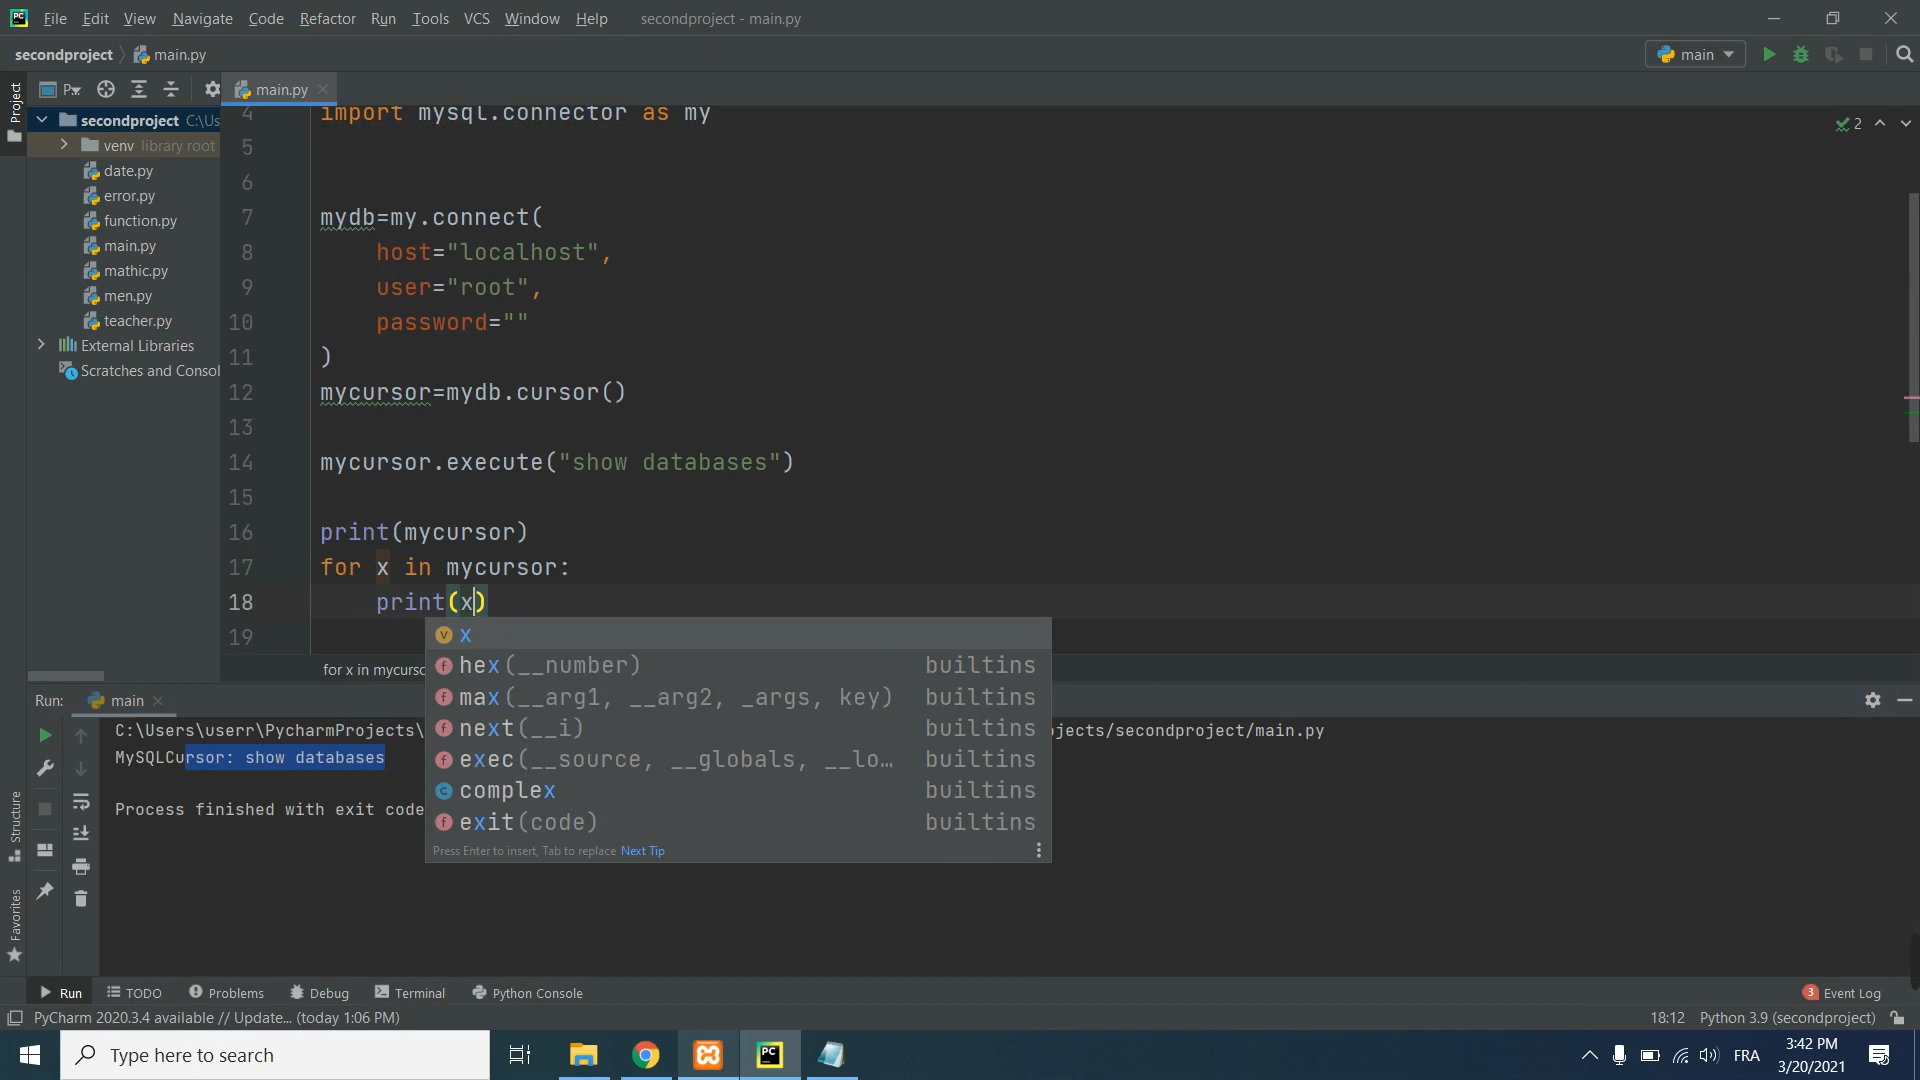 File Edit View Navigate Code Refactor Run Tools VCS Window Help secondproject - main.py
secondproject main.py main
Project
P... main.py
secondproject C:\Us
venv library root
date.py
error.py
function.py
main.py
mathic.py
men.py
teacher.py
External Libraries
Scratches and Consol
2
4 import mysql.connector as my
5
6
7 mydb=my.connect(
8 host="localhost",
9 user="root",
10 password=""
11 )
12 mycursor=mydb.cursor()
13
14 mycursor.execute("show databases")
15
16 print(mycursor)
17 for x in mycursor:
18 print(x)
19
x
hex(__number) builtins
max(__arg1, __arg2, _args, key) builtins
next(__i) builtins
exec(__source, __globals, __lo… builtins
complex builtins
exit(code) builtins
Press Enter to insert, Tab to replace Next Tip
for x in mycurso
Run: main
C:\Users\userr\PycharmProjects\ jects/secondproject/main.py
MySQLCursor: show databases
Process finished with exit code
Structure
Favorites
Run TODO Problems Debug Terminal Python Console 3 Event Log
PyCharm 2020.3.4 available // Update... (today 1:06 PM) 18:12 Python 3.9 (secondproject)
Type here to search
PC
FRA
3:42 PM
3/20/2021